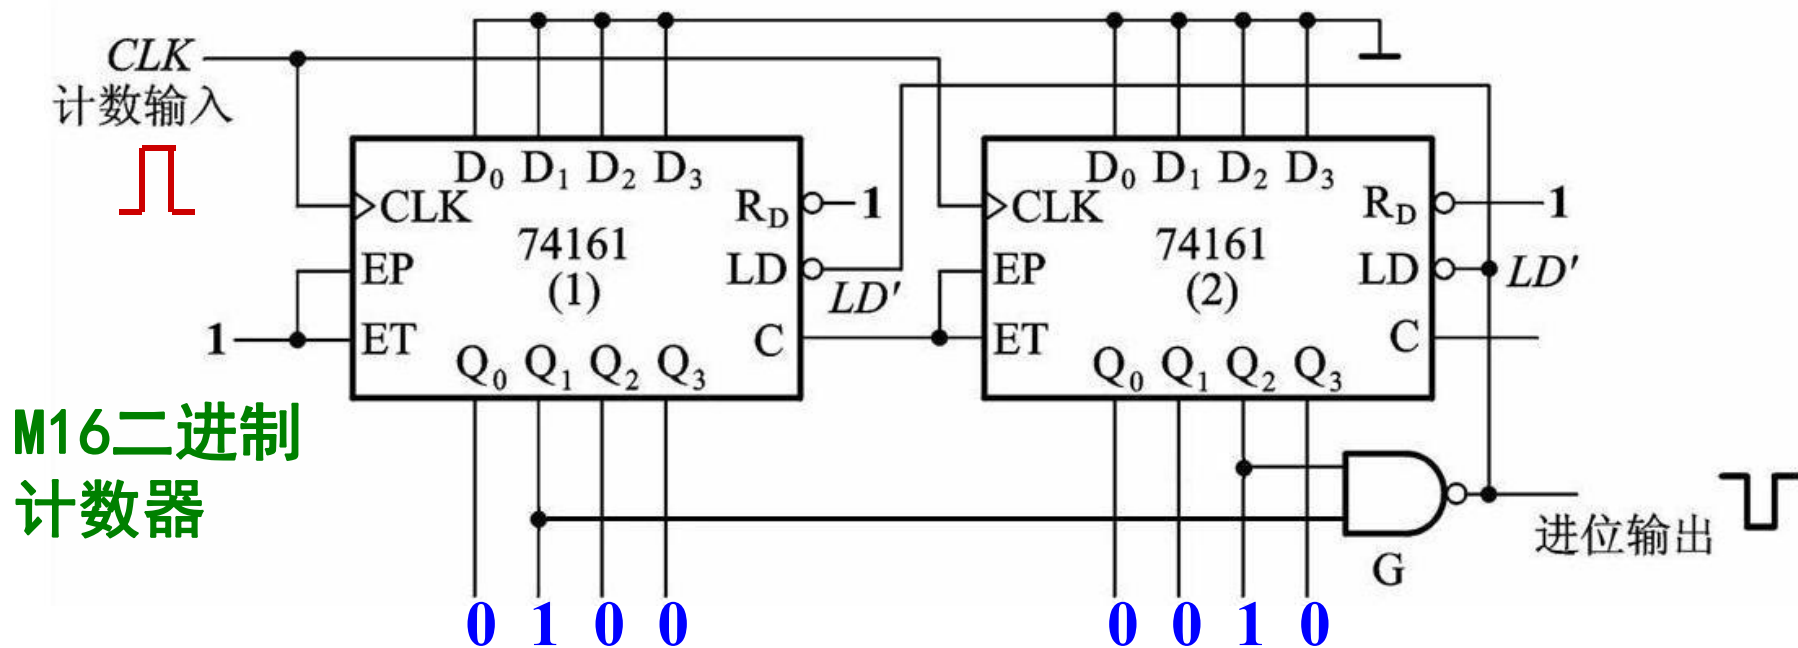 CLK
计数输入
D0 D1 D2 D3
CLK
RD
1
74161
(1)
EP
LD
LD'
1
ET
C
Q0 Q1 Q2 Q3
D0 D1 D2 D3
CLK
RD
1
74161
(2)
EP
LD
LD'
ET
C
Q0 Q1 Q2 Q3
M16二进制
计数器
进位输出
G
0 1 0 0
0 0 1 0